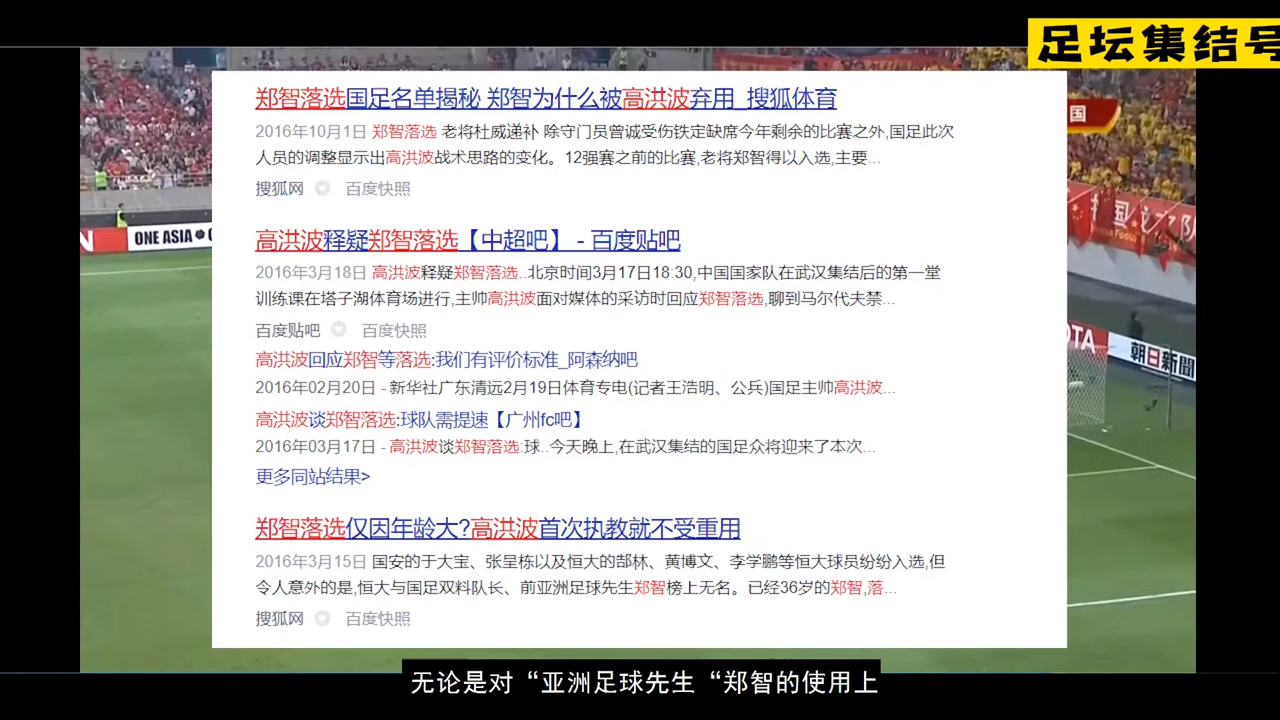 足坛集结号
国
郑智落选国足名单揭秘 郑智为什么被高洪波弃用_搜狐体育
2016年10月1日 郑智落选 老将杜威递补 除守门员曾诚受伤铁定缺席今年剩余的比赛之外,国足此次
人员的调整显示出高洪波战术思路的变化。12强赛之前的比赛,老将郑智得以入选,主要...
搜狐网 百度快照
高洪波释疑郑智落选【中超吧】 - 百度贴吧
2016年3月18日 高洪波释疑郑智落选..北京时间3月17日18:30,中国国家队在武汉集结后的第一堂
训练课在塔子湖体育场进行,主帅高洪波面对媒体的采访时回应郑智落选,聊到马尔代夫禁...
百度贴吧 百度快照
高洪波回应郑智等落选:我们有评价标准_阿森纳吧
2016年02月20日 - 新华社广东清远2月19日体育专电(记者王浩明、公兵)国足主帅高洪波...
高洪波谈郑智落选:球队需提速【广州fc吧】
2016年03月17日 - 高洪波谈郑智落选:球..今天晚上,在武汉集结的国足众将迎来了本次...
更多同站结果>
郑智落选仅因年龄大?高洪波首次执教就不受重用
2016年3月15日 国安的于大宝、张呈栋以及恒大的郜林、黄博文、李学鹏等恒大球员纷纷入选,但
令人意外的是,恒大与国足双料队长、前亚洲足球先生郑智榜上无名。已经36岁的郑智,落...
搜狐网 百度快照
N ONE ASIA
TA
朝日新聞
无论是对“亚洲足球先生“郑智的使用上